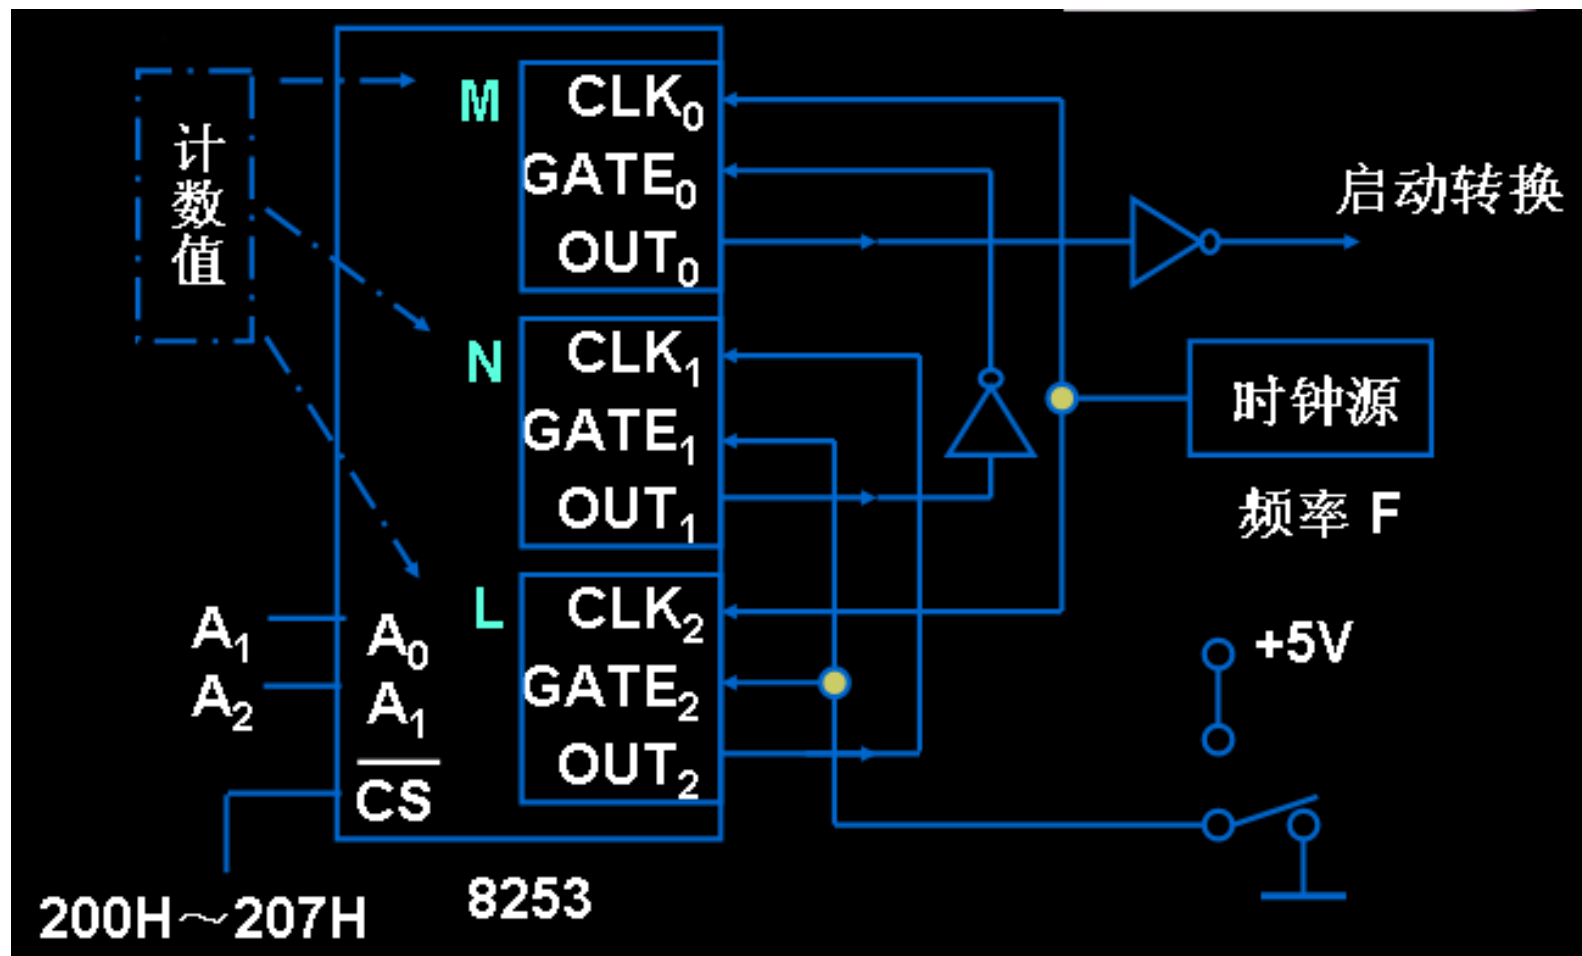 计
数
值
M
CLK₀
GATE₀
OUT₀
启动转换
N
CLK₁
GATE₁
OUT₁
时钟源
频率 F
L
CLK₂
GATE₂
OUT₂
+5V
A₁
A₀
A₂
A₁
C̅S̅
200H～207H
8253